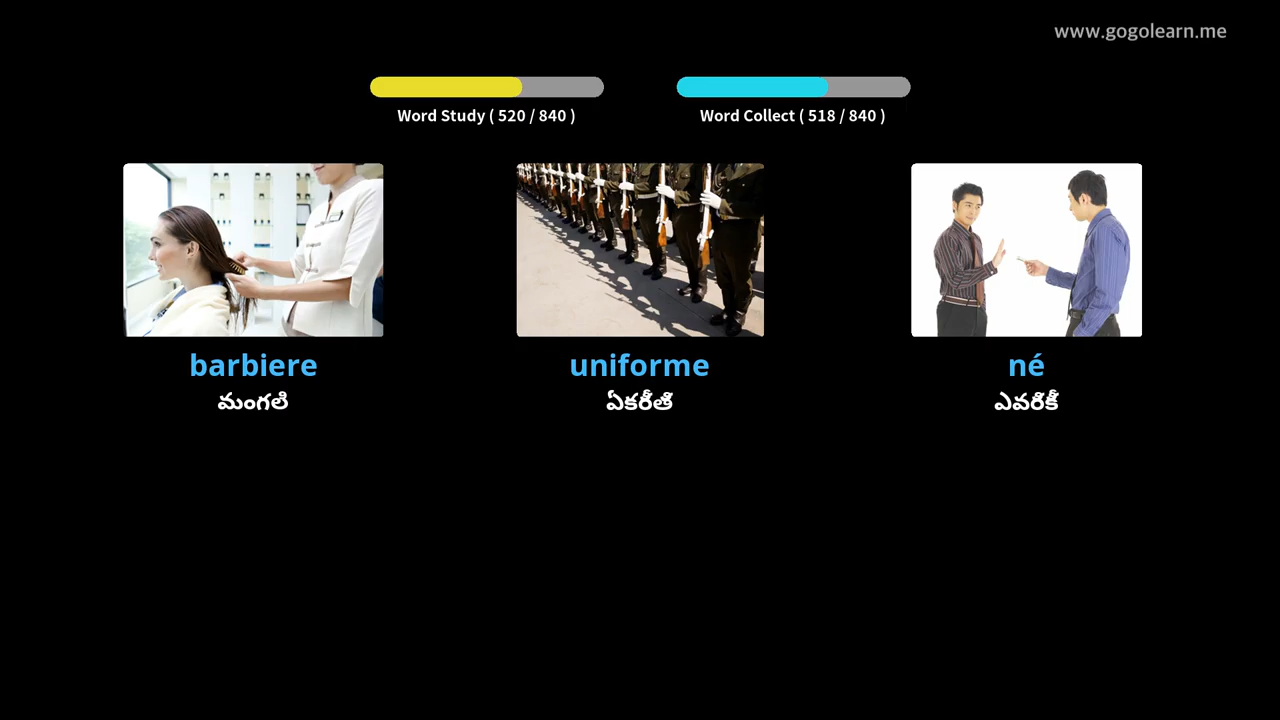 www.gogolearn.me
Word Study ( 520 / 840 )
Word Collect ( 518 / 840 )
barbiere
uniforme
né
మంగలి
ఏకరీతి
ఎవరికీ